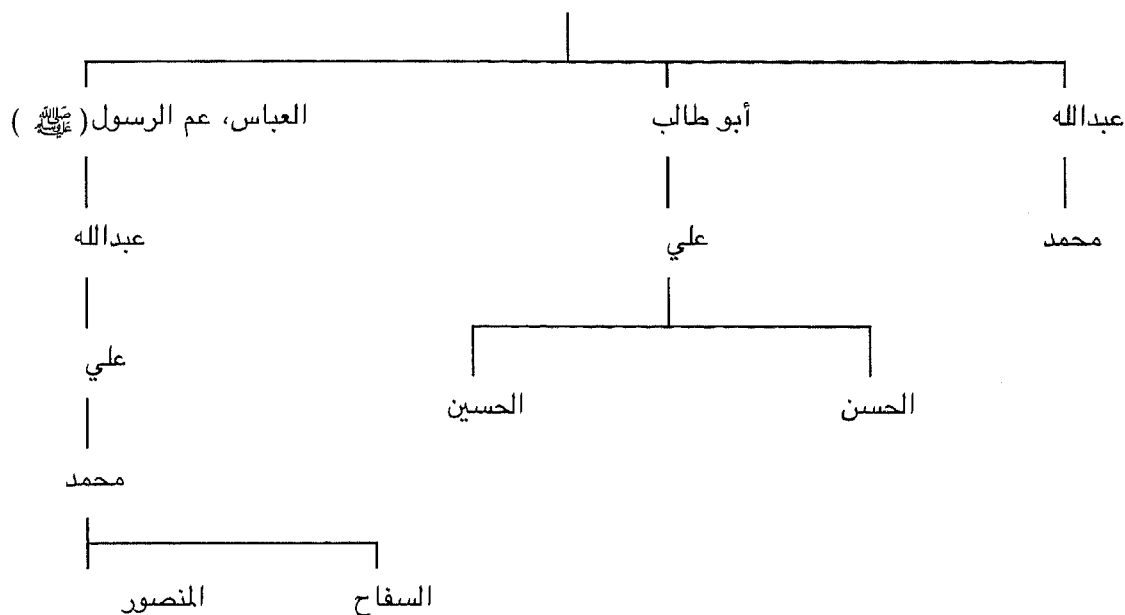 عبدالله أبو طالب العباس، عم الرسول (ﷺ)
محمد علي عبدالله
علي
الحسن الحسين
محمد
السفاح المنصور